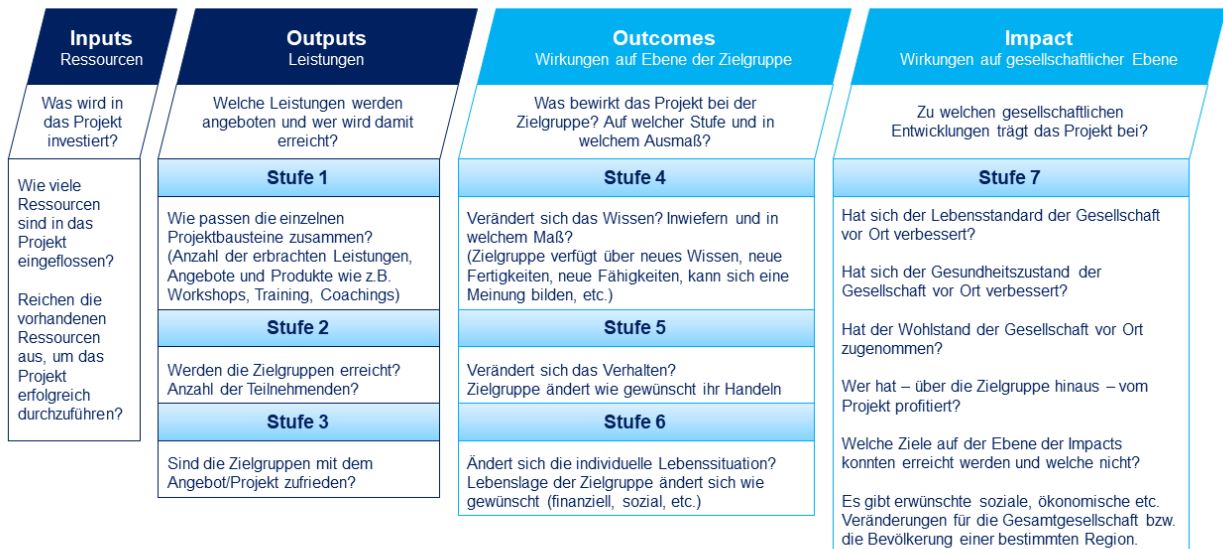 Inputs
Ressourcen
Was wird in
das Projekt
investiert?
Wie viele
Ressourcen
sind in das
Projekt
eingeflossen?
Reichen die
vorhandenen
Ressourcen
aus, um das
Projekt
erfolgreich
durchzuführen?
Outputs
Leistungen
Welche Leistungen werden
angeboten und wer wird damit
erreicht?
Stufe 1
Wie passen die einzelnen
Projektbausteine zusammen?
(Anzahl der erbrachten Leistungen,
Angebote und Produkte wie z.B.
Workshops, Training, Coachings)
Stufe 2
Werden die Zielgruppen erreicht?
Anzahl der Teilnehmenden?
Stufe 3
Sind die Zielgruppen mit dem
Angebot/Projekt zufrieden?
Outcomes
Wirkungen auf Ebene der Zielgruppe
Was bewirkt das Projekt bei der
Zielgruppe? Auf welcher Stufe und in
welchem Ausmaß?
Stufe 4
Verändert sich das Wissen? Inwiefern und in
welchem Maß?
(Zielgruppe verfügt über neues Wissen, neue
Fertigkeiten, neue Fähigkeiten, kann sich eine
Meinung bilden, etc.)
Stufe 5
Verändert sich das Verhalten?
Zielgruppe ändert wie gewünscht ihr Handeln
Stufe 6
Ändert sich die individuelle Lebenssituation?
Lebenslage der Zielgruppe ändert sich wie
gewünscht (finanziell, sozial, etc.)
Impact
Wirkungen auf gesellschaftlicher Ebene
Zu welchen gesellschaftlichen
Entwicklungen trägt das Projekt bei?
Stufe 7
Hat sich der Lebensstandard der Gesellschaft
vor Ort verbessert?
Hat sich der Gesundheitszustand der
Gesellschaft vor Ort verbessert?
Hat der Wohlstand der Gesellschaft vor Ort
zugenommen?
Wer hat – über die Zielgruppe hinaus – vom
Projekt profitiert?
Welche Ziele auf der Ebene der Impacts
konnten erreicht werden und welche nicht?
Es gibt erwünschte soziale, ökonomische etc.
Veränderungen für die Gesamtgesellschaft bzw.
die Bevölkerung einer bestimmten Region.